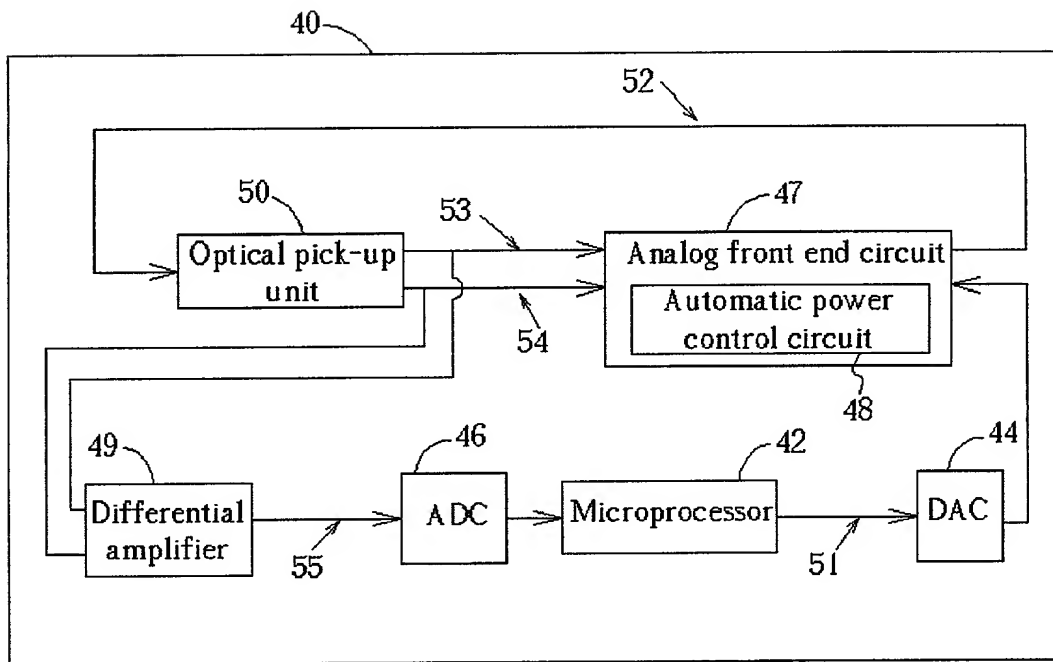 40
52
50
53
47
Optical pick-up
unit
Analog front end circuit
Automatic power
control circuit
54
48
49
46
42
44
Differential
amplifier
ADC
Microprocessor
DAC
55
51